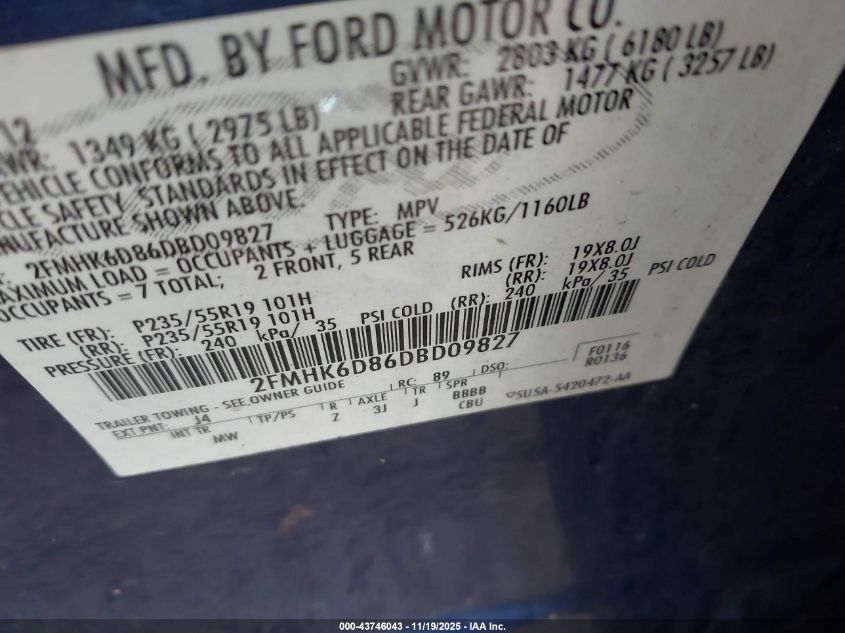 MFD. BY FORD MOTOR CO.
GVWR: 2803 KG ( 6180 LB)
12
WR: 1349 KG ( 2975 LB) REAR GAWR: 1477 KG ( 3257 LB)
VEHICLE CONFORMS TO ALL APPLICABLE FEDERAL MOTOR
CLE SAFETY STANDARDS IN EFFECT ON THE DATE OF
NUFACTURE SHOWN ABOVE.
: 2FMHK6D86DBD09827 TYPE: MPV
AXIMUM LOAD = OCCUPANTS + LUGGAGE = 526KG/1160LB
OCCUPANTS = 7 TOTAL; 2 FRONT, 5 REAR
TIRE (FR): P235/55R19 101H RIMS (FR): 19X8.0J
(RR): P235/55R19 101H (RR): 19X8.0J
PRESSURE (FR): 240 kPa/ 35 PSI COLD (RR): 240 kPa/ 35 PSI COLD
2FMHK6D86DBD09827
F0116
R0136
TRAILER TOWING - SEE OWNER GUIDE RC: 89 DSO:
EXT PNT: J4 INT TR MW TP/PS R Z AXLE 3J TR J SPR BBBB CBU 5U5A-5420472-AA
000-43746043 — 11/19/2025 — IAA Inc.